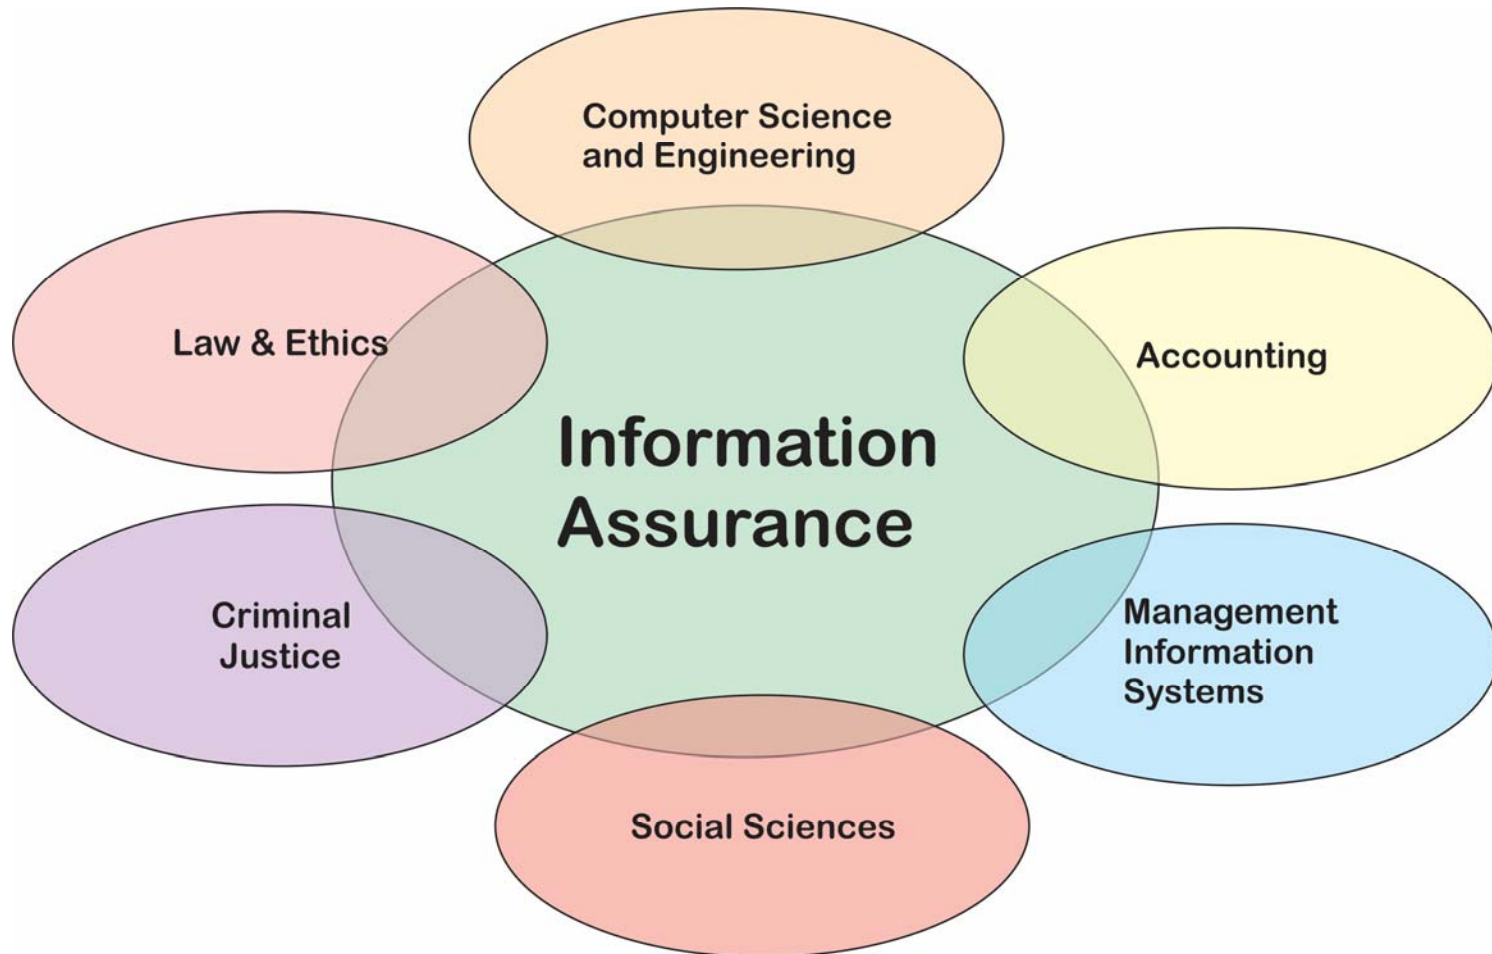 Computer Science
and Engineering
Law & Ethics
Accounting
Information
Assurance
Criminal
Justice
Management
Information
Systems
Social Sciences